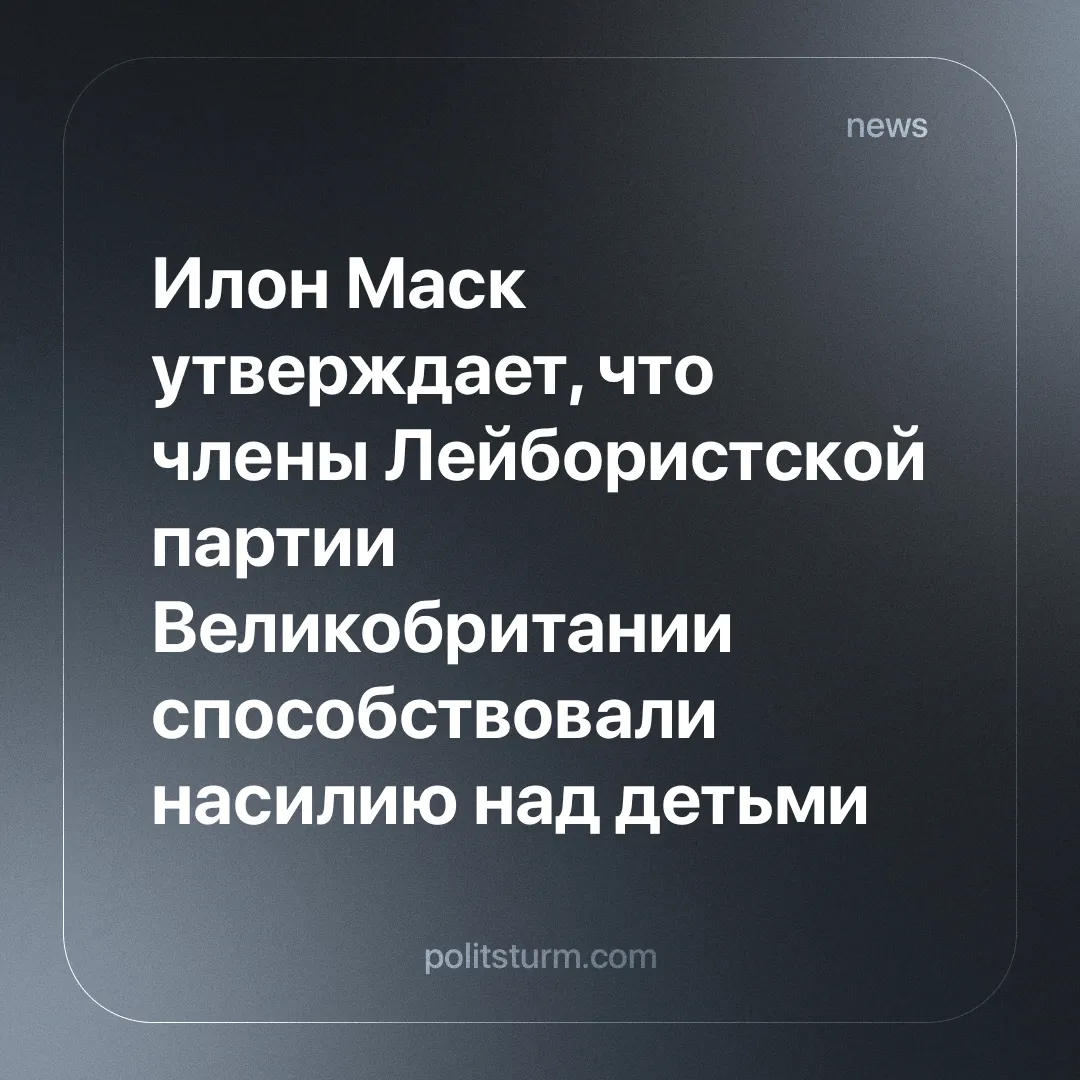 news
Илон Маск
утверждает, что
члены Лейбористской
партии
Великобритании
способствовали
насилию над детьми
politsturm.com